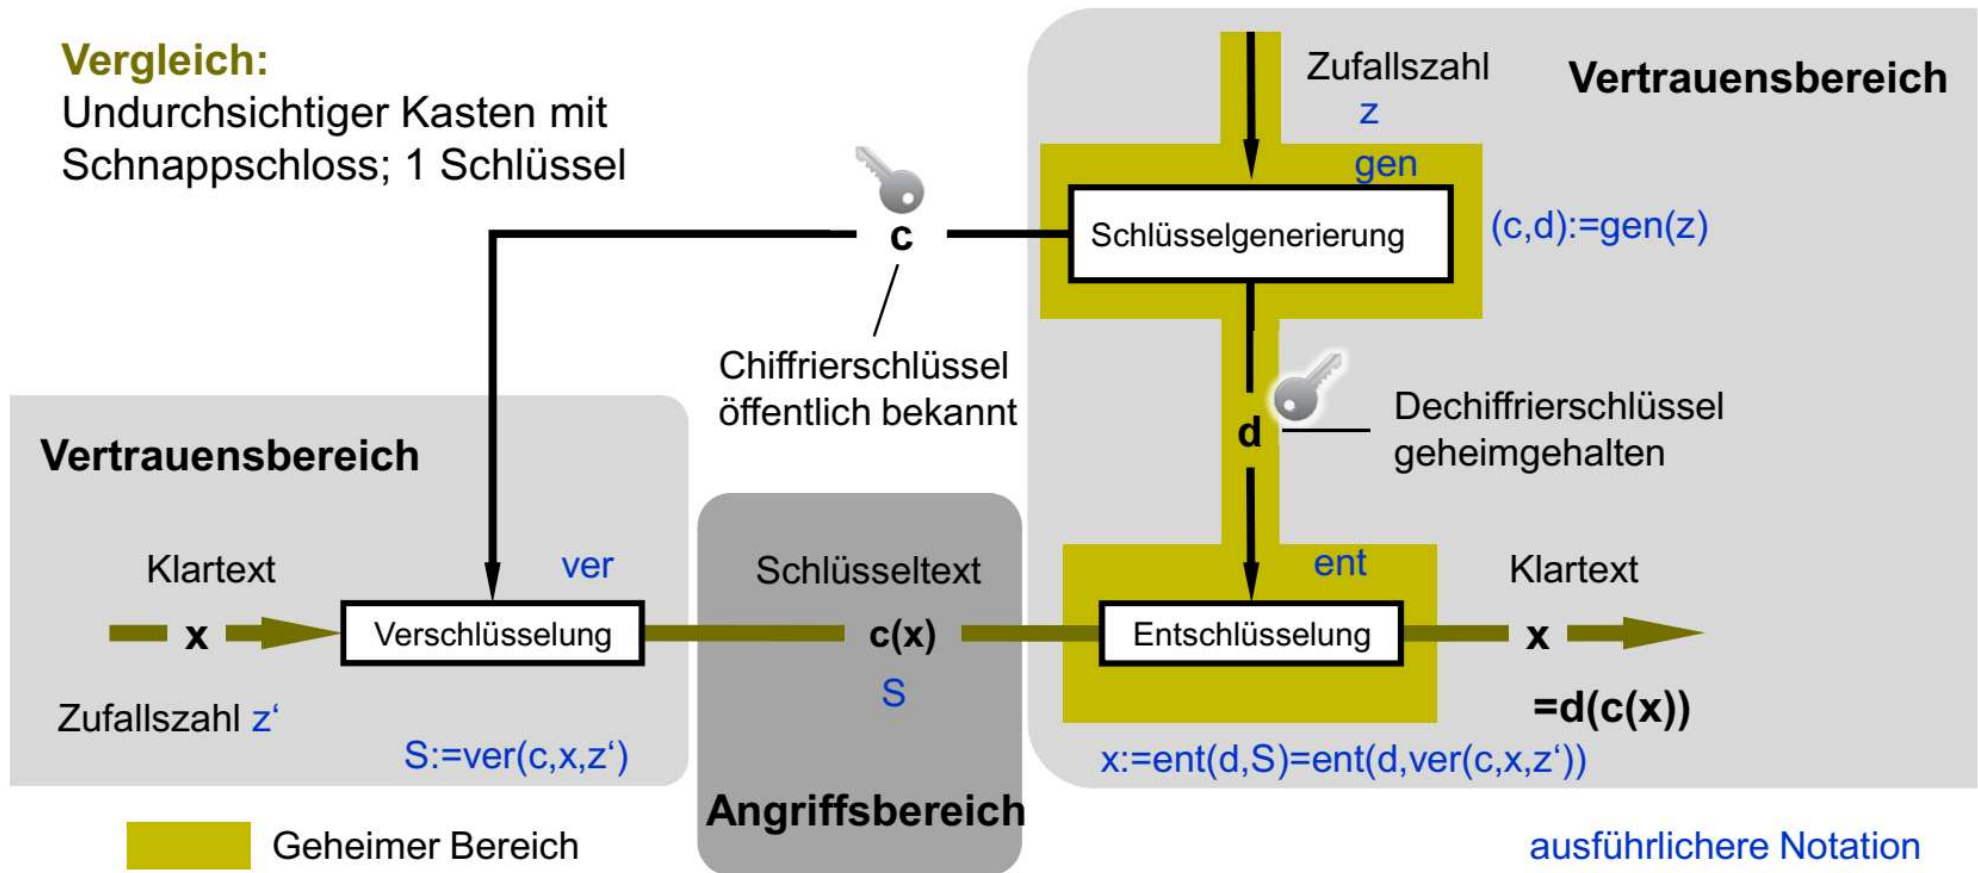 Vergleich:
Undurchsichtiger Kasten mit
Schnappschloss; 1 Schlüssel
Zufallszahl
z
Vertrauensbereich
gen
Schlüsselgenerierung
(c,d):=gen(z)
c
Chiffrierschlüssel
öffentlich bekannt
d
Dechiffrierschlüssel
geheimgehalten
Vertrauensbereich
Klartext
x
ver
Verschlüsselung
Zufallszahl z‘
S:=ver(c,x,z‘)
Schlüsseltext
c(x)
S
Angriffsbereich
ent
Entschlüsselung
Klartext
x
=d(c(x))
x:=ent(d,S)=ent(d,ver(c,x,z‘))
Geheimer Bereich
ausführlichere Notation